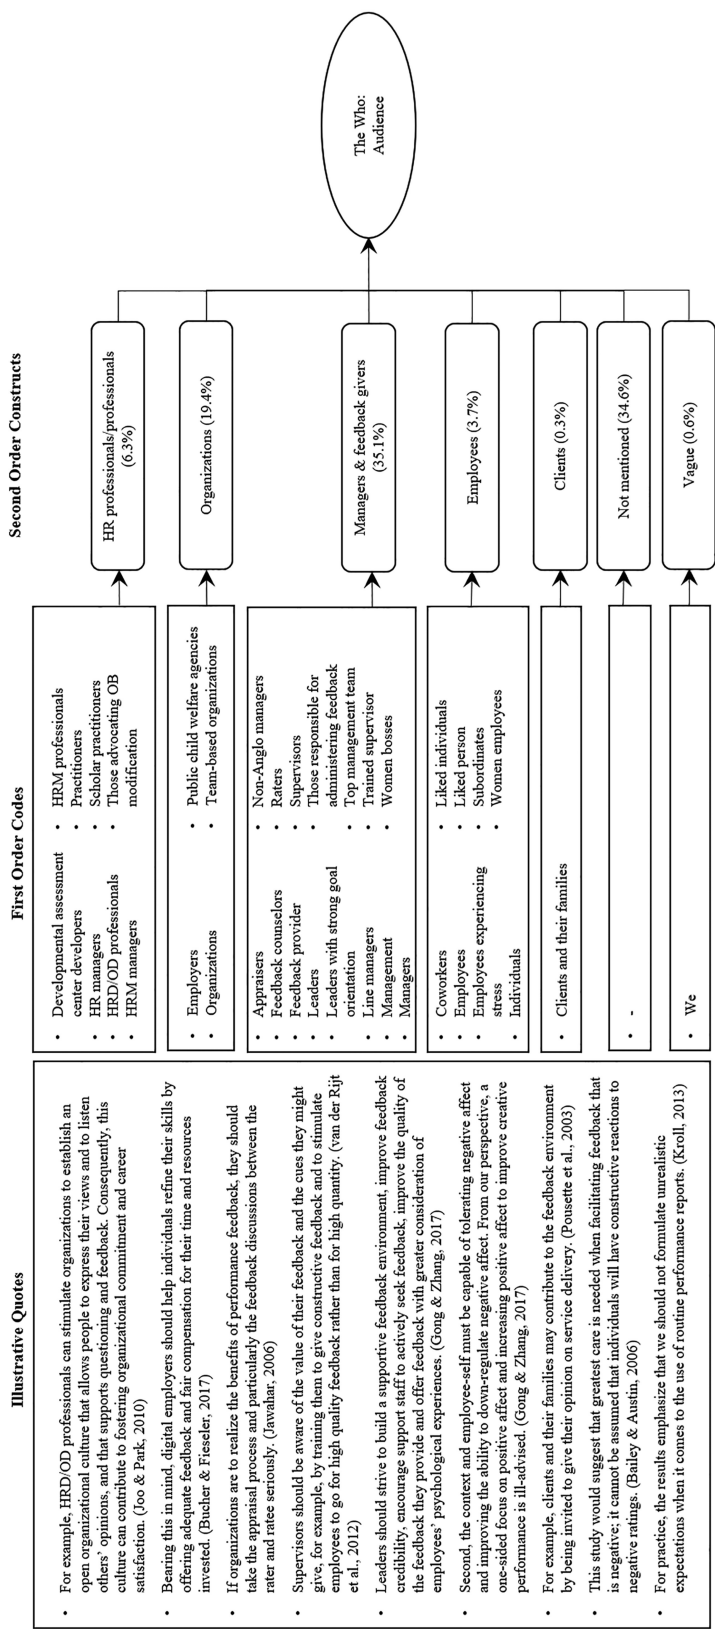 Illustrative Quotes
• For example, HRD/OD professionals can stimulate organizations to establish an
open organizational culture that allows people to express their views and to listen
others' opinions, and that supports questioning and feedback. Consequently, this
culture can contribute to fostering organizational commitment and career
satisfaction. (Joo & Park, 2010)
• Bearing this in mind, digital employers should help individuals refine their skills by
offering adequate feedback and fair compensation for their time and resources
invested. (Bucher & Fieseler, 2017)
• If organizations are to realize the benefits of performance feedback, they should
take the appraisal process and particularly the feedback discussions between the
rater and ratee seriously. (Jawahar, 2006)
• Supervisors should be aware of the value of their feedback and the cues they might
give, for example, by training them to give constructive feedback and to stimulate
employees to go for high quality feedback rather than for high quantity. (van der Rijt
et al., 2012)
• Leaders should strive to build a supportive feedback environment, improve feedback
credibility, encourage support staff to actively seek feedback, improve the quality of
the feedback they provide and offer feedback with greater consideration of
employees' psychological experiences. (Gong & Zhang, 2017)
• Second, the context and employee-self must be capable of tolerating negative affect
and improving the ability to down-regulate negative affect. From our perspective, a
one-sided focus on positive affect and increasing positive affect to improve creative
performance is ill-advised. (Gong & Zhang, 2017)
• For example, clients and their families may contribute to the feedback environment
by being invited to give their opinion on service delivery. (Pousette et al., 2003)
• This study would suggest that greatest care is needed when facilitating feedback that
is negative; it cannot be assumed that individuals will have constructive reactions to
negative ratings. (Bailey & Austin, 2006)
• For practice, the results emphasize that we should not formulate unrealistic
expectations when it comes to the use of routine performance reports. (Kroll, 2013)
First Order Codes
• Developmental assessment
center developers
• HR managers
• HRD/OD professionals
• HRM managers
• HRM professionals
• Practitioners
• Scholar practitioners
• Those advocating OB
modification
• Employers
• Organizations
• Public child welfare agencies
• Team-based organizations
• Appraisers
• Feedback counselors
• Feedback provider
• Leaders
• Leaders with strong goal
orientation
• Line managers
• Management
• Managers
• Non-Anglo managers
• Raters
• Supervisors
• Those responsible for
administering feedback
• Top management team
• Trained supervisor
• Women bosses
• Coworkers
• Employees
• Employees experiencing
stress
• Individuals
• Liked individuals
• Liked person
• Subordinates
• Women employees
• Clients and their families
• -
• We
Second Order Constructs
HR professionals/professionals
(6.3%)
Organizations (19.4%)
Managers & feedback givers
(35.1%)
Employees (3.7%)
Clients (0.3%)
Not mentioned (34.6%)
Vague (0.6%)
The Who:
Audience